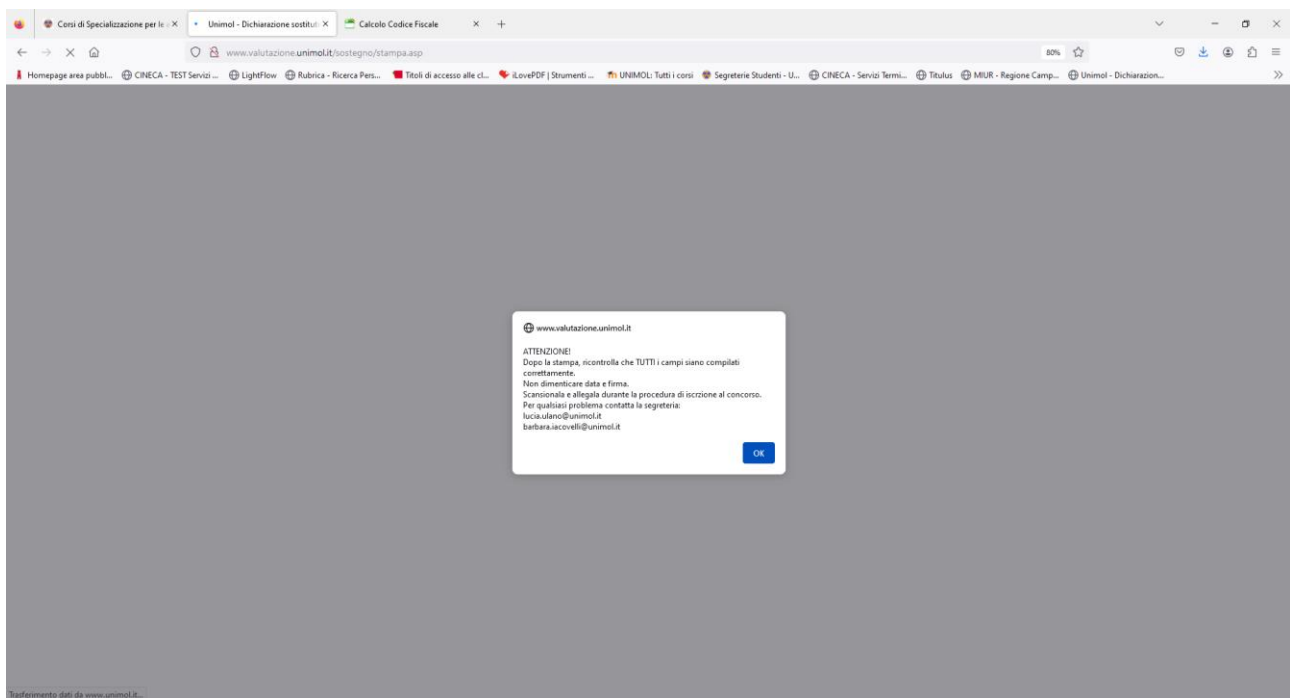 Corsi di Specializzazione per le
Unimol - Dichiarazione sostitut
Calcolo Codice Fiscale
www.valutazione.unimol.it/sostegno/stampa.asp
80%
Homepage area pubbl... CINECA - TEST Servizi ... LightFlow Rubrica - Ricerca Pers... Titoli di accesso alle cl... iLovePDF | Strumenti ... UNIMOL: Tutti i corsi Segreterie Studenti - U... CINECA - Servizi Termi... Titulus MIUR - Regione Camp... Unimol - Dichiarazion...
www.valutazione.unimol.it
ATTENZIONE!
Dopo la stampa, ricontrolla che TUTTI i campi siano compilati
correttamente.
Non dimenticare data e firma.
Scansionala e allegala durante la procedura di iscrzione al concorso.
Per qualsiasi problema contatta la segreteria:
lucia.ulano@unimol.it
barbara.iacovelli@unimol.it
OK
Trasferimento dati da www.unimol.it...